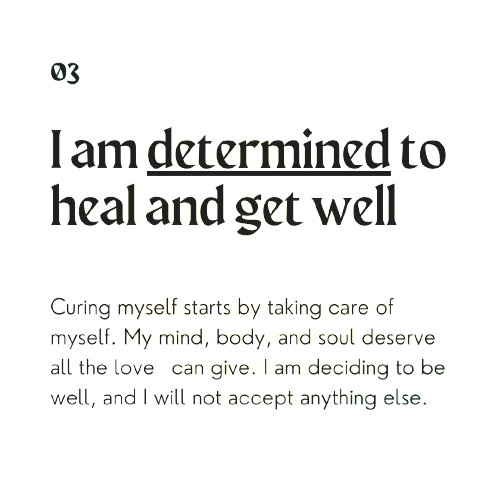 03
I am determined to
heal and get well
Curing myself starts by taking care of
myself. My mind, body, and soul deserve
all the love can give. I am deciding to be
well, and I will not accept anything else.